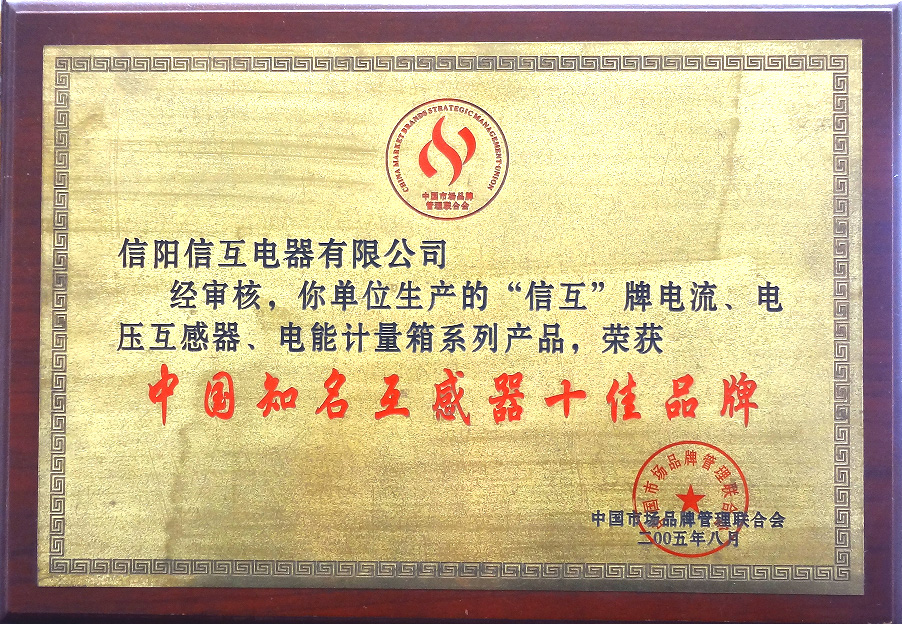 CHINA MARKET BRANDS STRATEGIC MANAGEMENT UNION
中国市场品牌
管理联合会
信阳信互电器有限公司
经审核，你单位生产的“信互”牌电流、电
压互感器、电能计量箱系列产品，荣获
中国知名互感器十佳品牌
中国市场品牌管理联合会
中国市场品牌管理联合会
二00五年八月